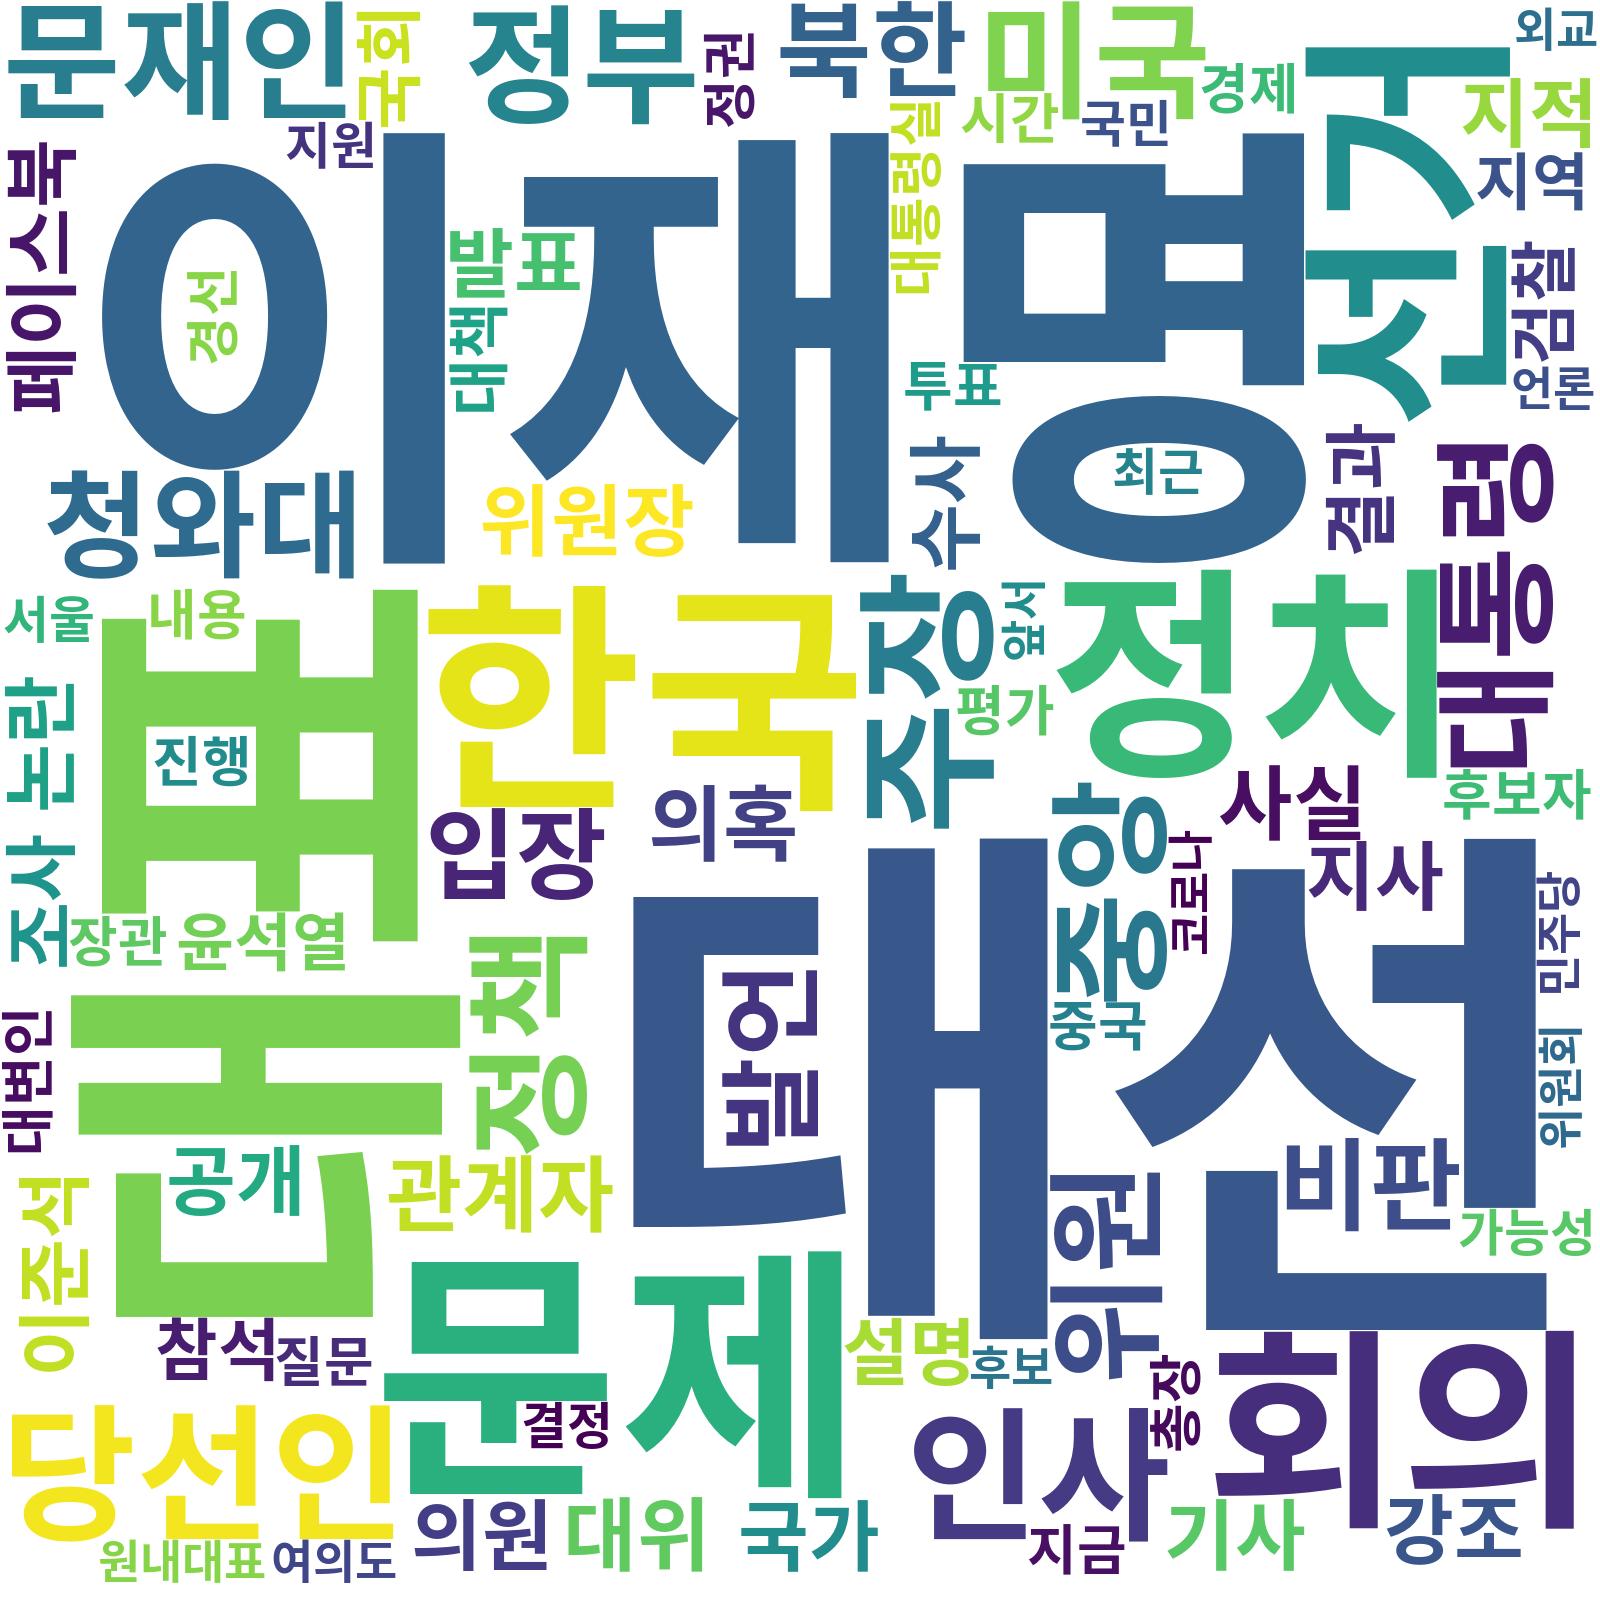 문재인
국회
정부
정권
북한
미국
외교
경제
선거
지적
지원
시간
국민
대통령실
페이스북
이재명
지역
경선
발표
대책
검찰
언론
투표
최근
수사
결과
대통령
청와대
위원장
서울
내용
토론
한국
주장
앞서
정치
평가
논란
진행
입장
의혹
중앙
사실
후보자
조사
장관
윤석열
정책
대선
발언
코로나
지사
민주당
중국
위원회
대변인
공개
관계자
위원
비판
가능성
이준석
참석
질문
문제
설명
후보
총장
회의
당선인
결정
인사
원내대표
여의도
의원
대위
국가
지금
기사
강조